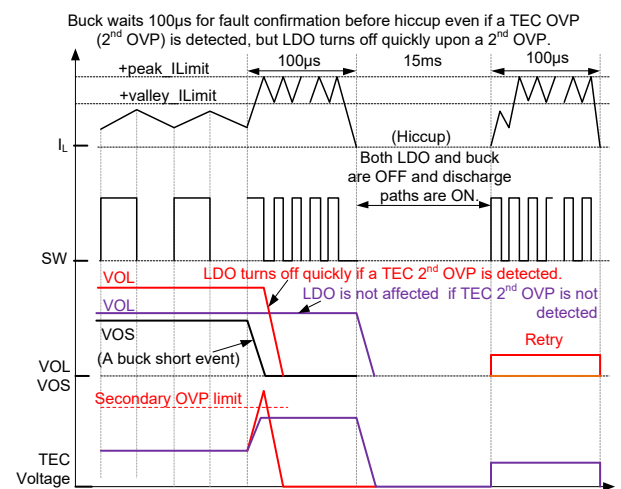 Buck waits 100µs for fault confirmation before hiccup even if a TEC OVP
(2nd OVP) is detected, but LDO turns off quickly upon a 2nd OVP.
100µs
15ms
100µs
+peak_ILimit
+valley_ILimit
(Hiccup)
IL
Both LDO and buck
are OFF and discharge
paths are ON.
SW
VOL
LDO turns off quickly if a TEC 2nd OVP is detected.
VOL
LDO is not affected if TEC 2nd OVP is not
detected
VOS
(A buck short event)
Retry
VOL
VOS
Secondary OVP limit
TEC
Voltage